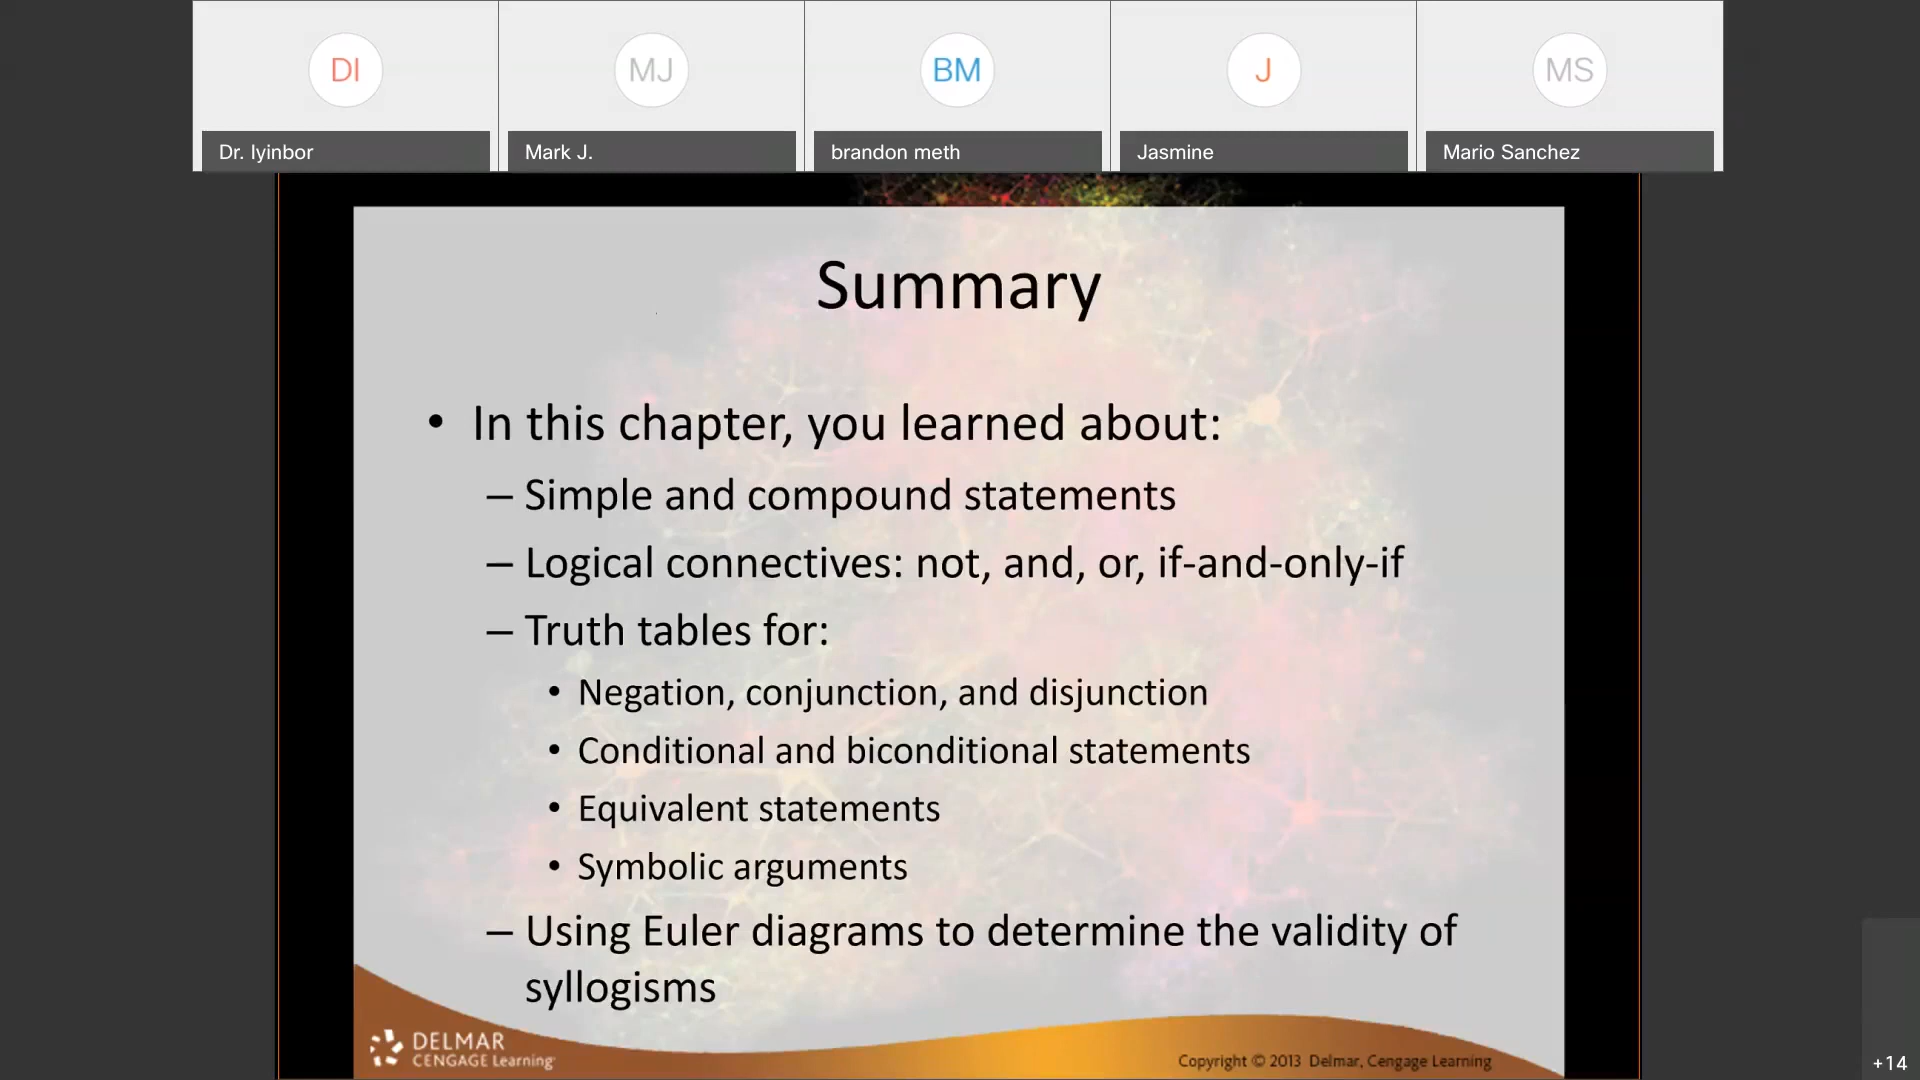 DI
MJ
BM
J
MS
Dr. Iyinbor
Mark J.
brandon meth
Jasmine
Mario Sanchez
Summary
• In this chapter, you learned about:
– Simple and compound statements
– Logical connectives: not, and, or, if-and-only-if
– Truth tables for:
• Negation, conjunction, and disjunction
• Conditional and biconditional statements
• Equivalent statements
• Symbolic arguments
– Using Euler diagrams to determine the validity of
syllogisms
DELMAR
CENGAGE Learning
Copyright © 2013 Delmar, Cengage Learning
+14